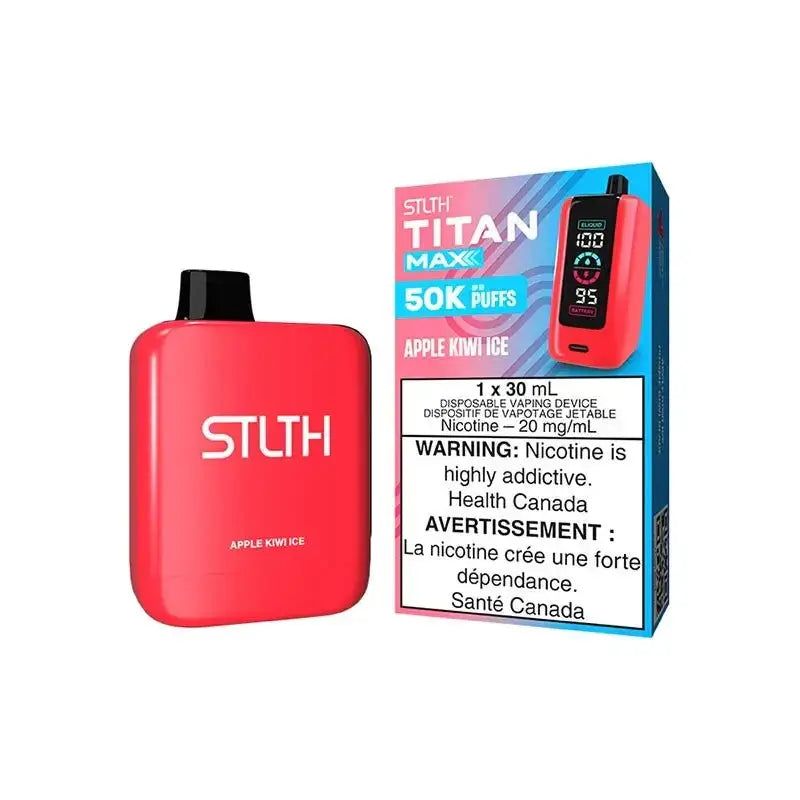 STLTH
APPLE KIWI ICE
STLTH
TITAN
MAX
50K UP TO PUFFS
APPLE KIWI ICE
ELIQUID
100
95
BATTERY
1 x 30 mL
DISPOSABLE VAPING DEVICE
DISPOSITIF DE VAPOTAGE JETABLE
Nicotine – 20 mg/mL
WARNING: Nicotine is
highly addictive.
Health Canada
AVERTISSEMENT :
La nicotine crée une forte
dépendance.
Santé Canada